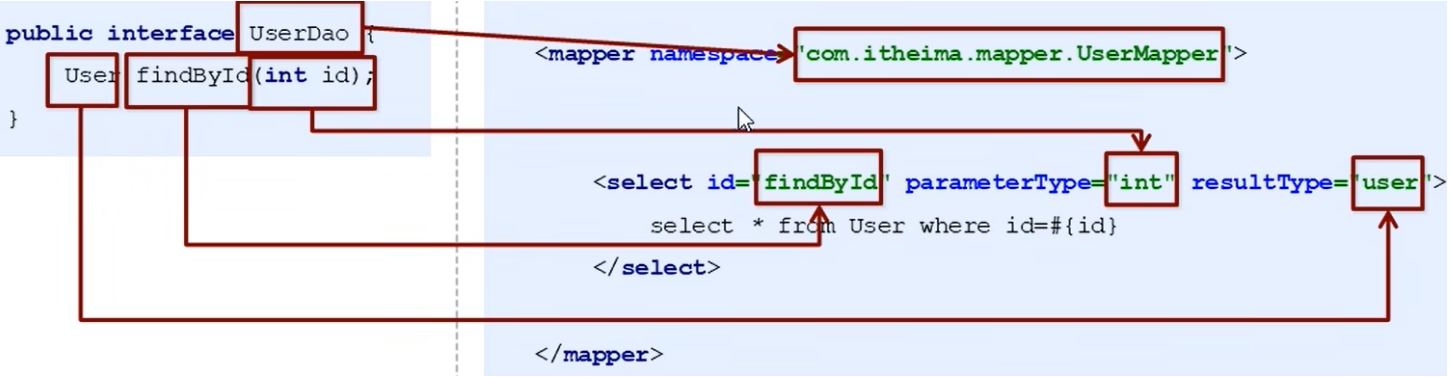 public interface UserDao {
User findById(int id);
}
<mapper namespace="com.itheima.mapper.UserMapper">
<select id="findById" parameterType="int" resultType="user">
select * from User where id=#{id}
</select>
</mapper>